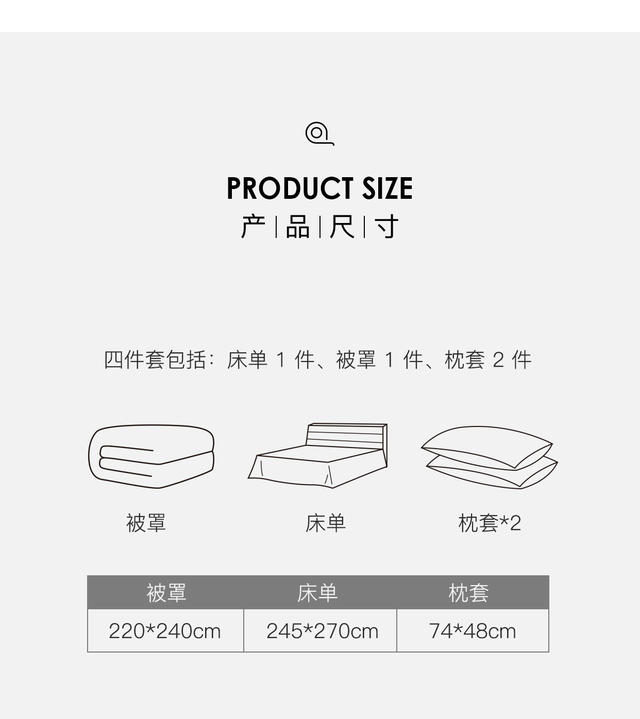 PRODUCT SIZE
产|品|尺|寸
四件套包括：床单 1 件、被罩 1 件、枕套 2 件
被罩 床单 枕套*2
被罩 床单 枕套
220*240cm 245*270cm 74*48cm